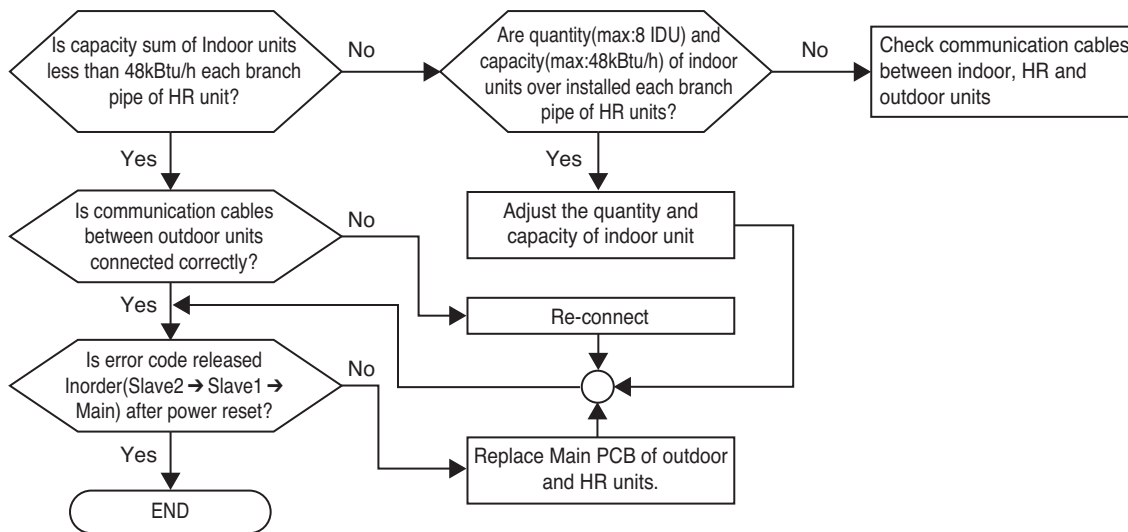 Is capacity sum of Indoor units
less than 48kBtu/h each branch
pipe of HR unit?
No
Are quantity(max:8 IDU) and
capacity(max:48kBtu/h) of indoor
units over installed each branch
pipe of HR units?
No
Check communication cables
between indoor, HR and
outdoor units
Yes
Yes
Is communication cables
between outdoor units
connected correctly?
No
Adjust the quantity and
capacity of indoor unit
Yes
Re-connect
Is error code released
Inorder(Slave2 → Slave1 →
Main) after power reset?
No
Yes
Replace Main PCB of outdoor
and HR units.
END